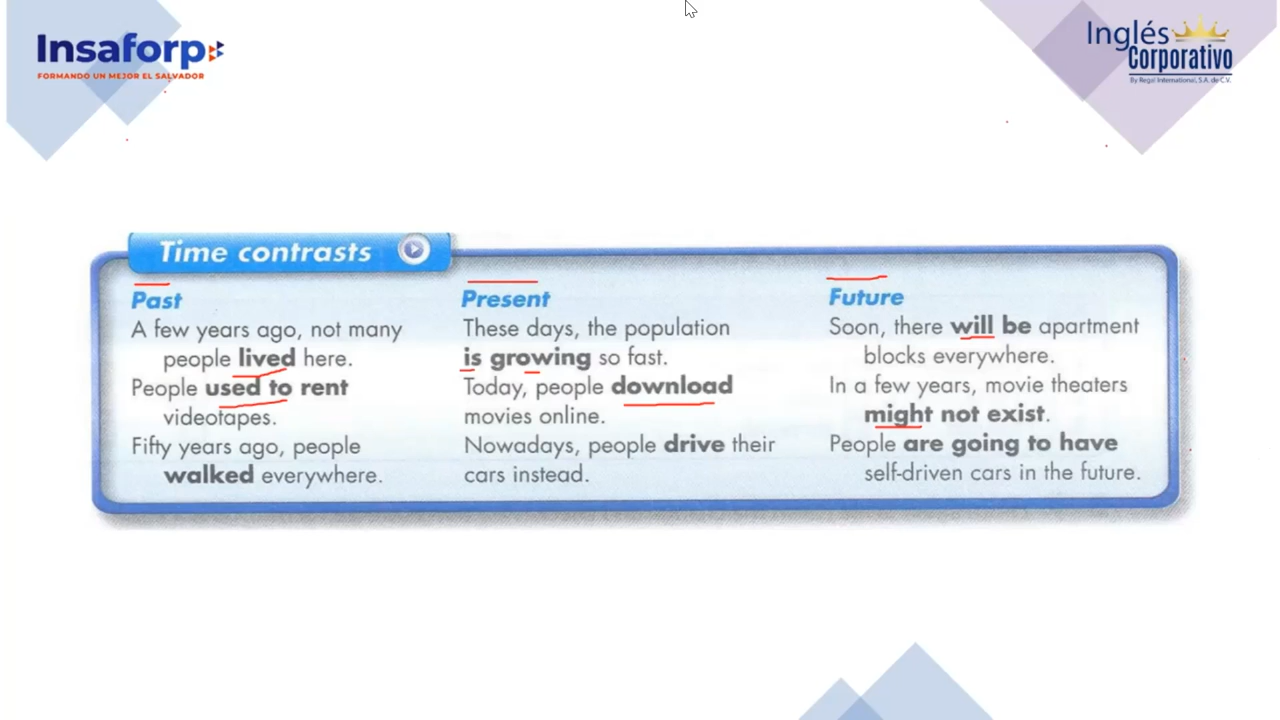 Insaforp
FORMANDO UN MEJOR EL SALVADOR
Inglés
Corporativo
By Regal International, S.A. de C.V.
Time contrasts
Past
A few years ago, not many
people lived here.
People used to rent
videotapes.
Fifty years ago, people
walked everywhere.
Present
These days, the population
is growing so fast.
Today, people download
movies online.
Nowadays, people drive their
cars instead.
Future
Soon, there will be apartment
blocks everywhere.
In a few years, movie theaters
might not exist.
People are going to have
self-driven cars in the future.